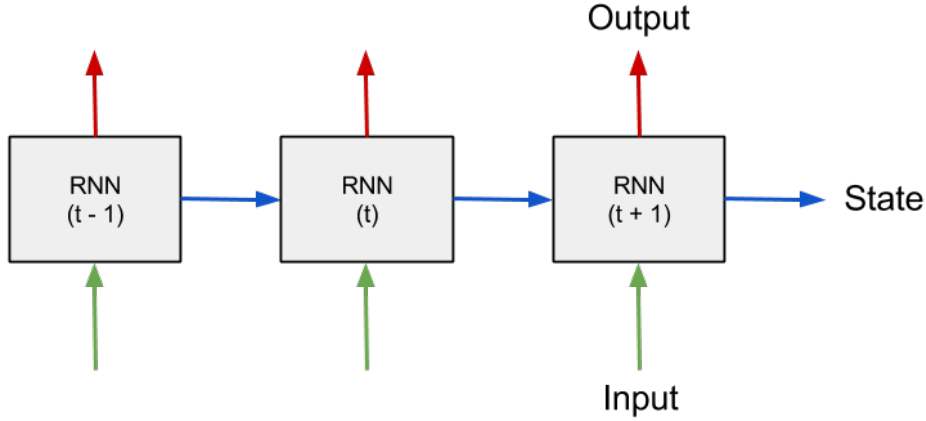 Output
RNN
(t - 1)
RNN
(t)
RNN
(t + 1)
State
Input